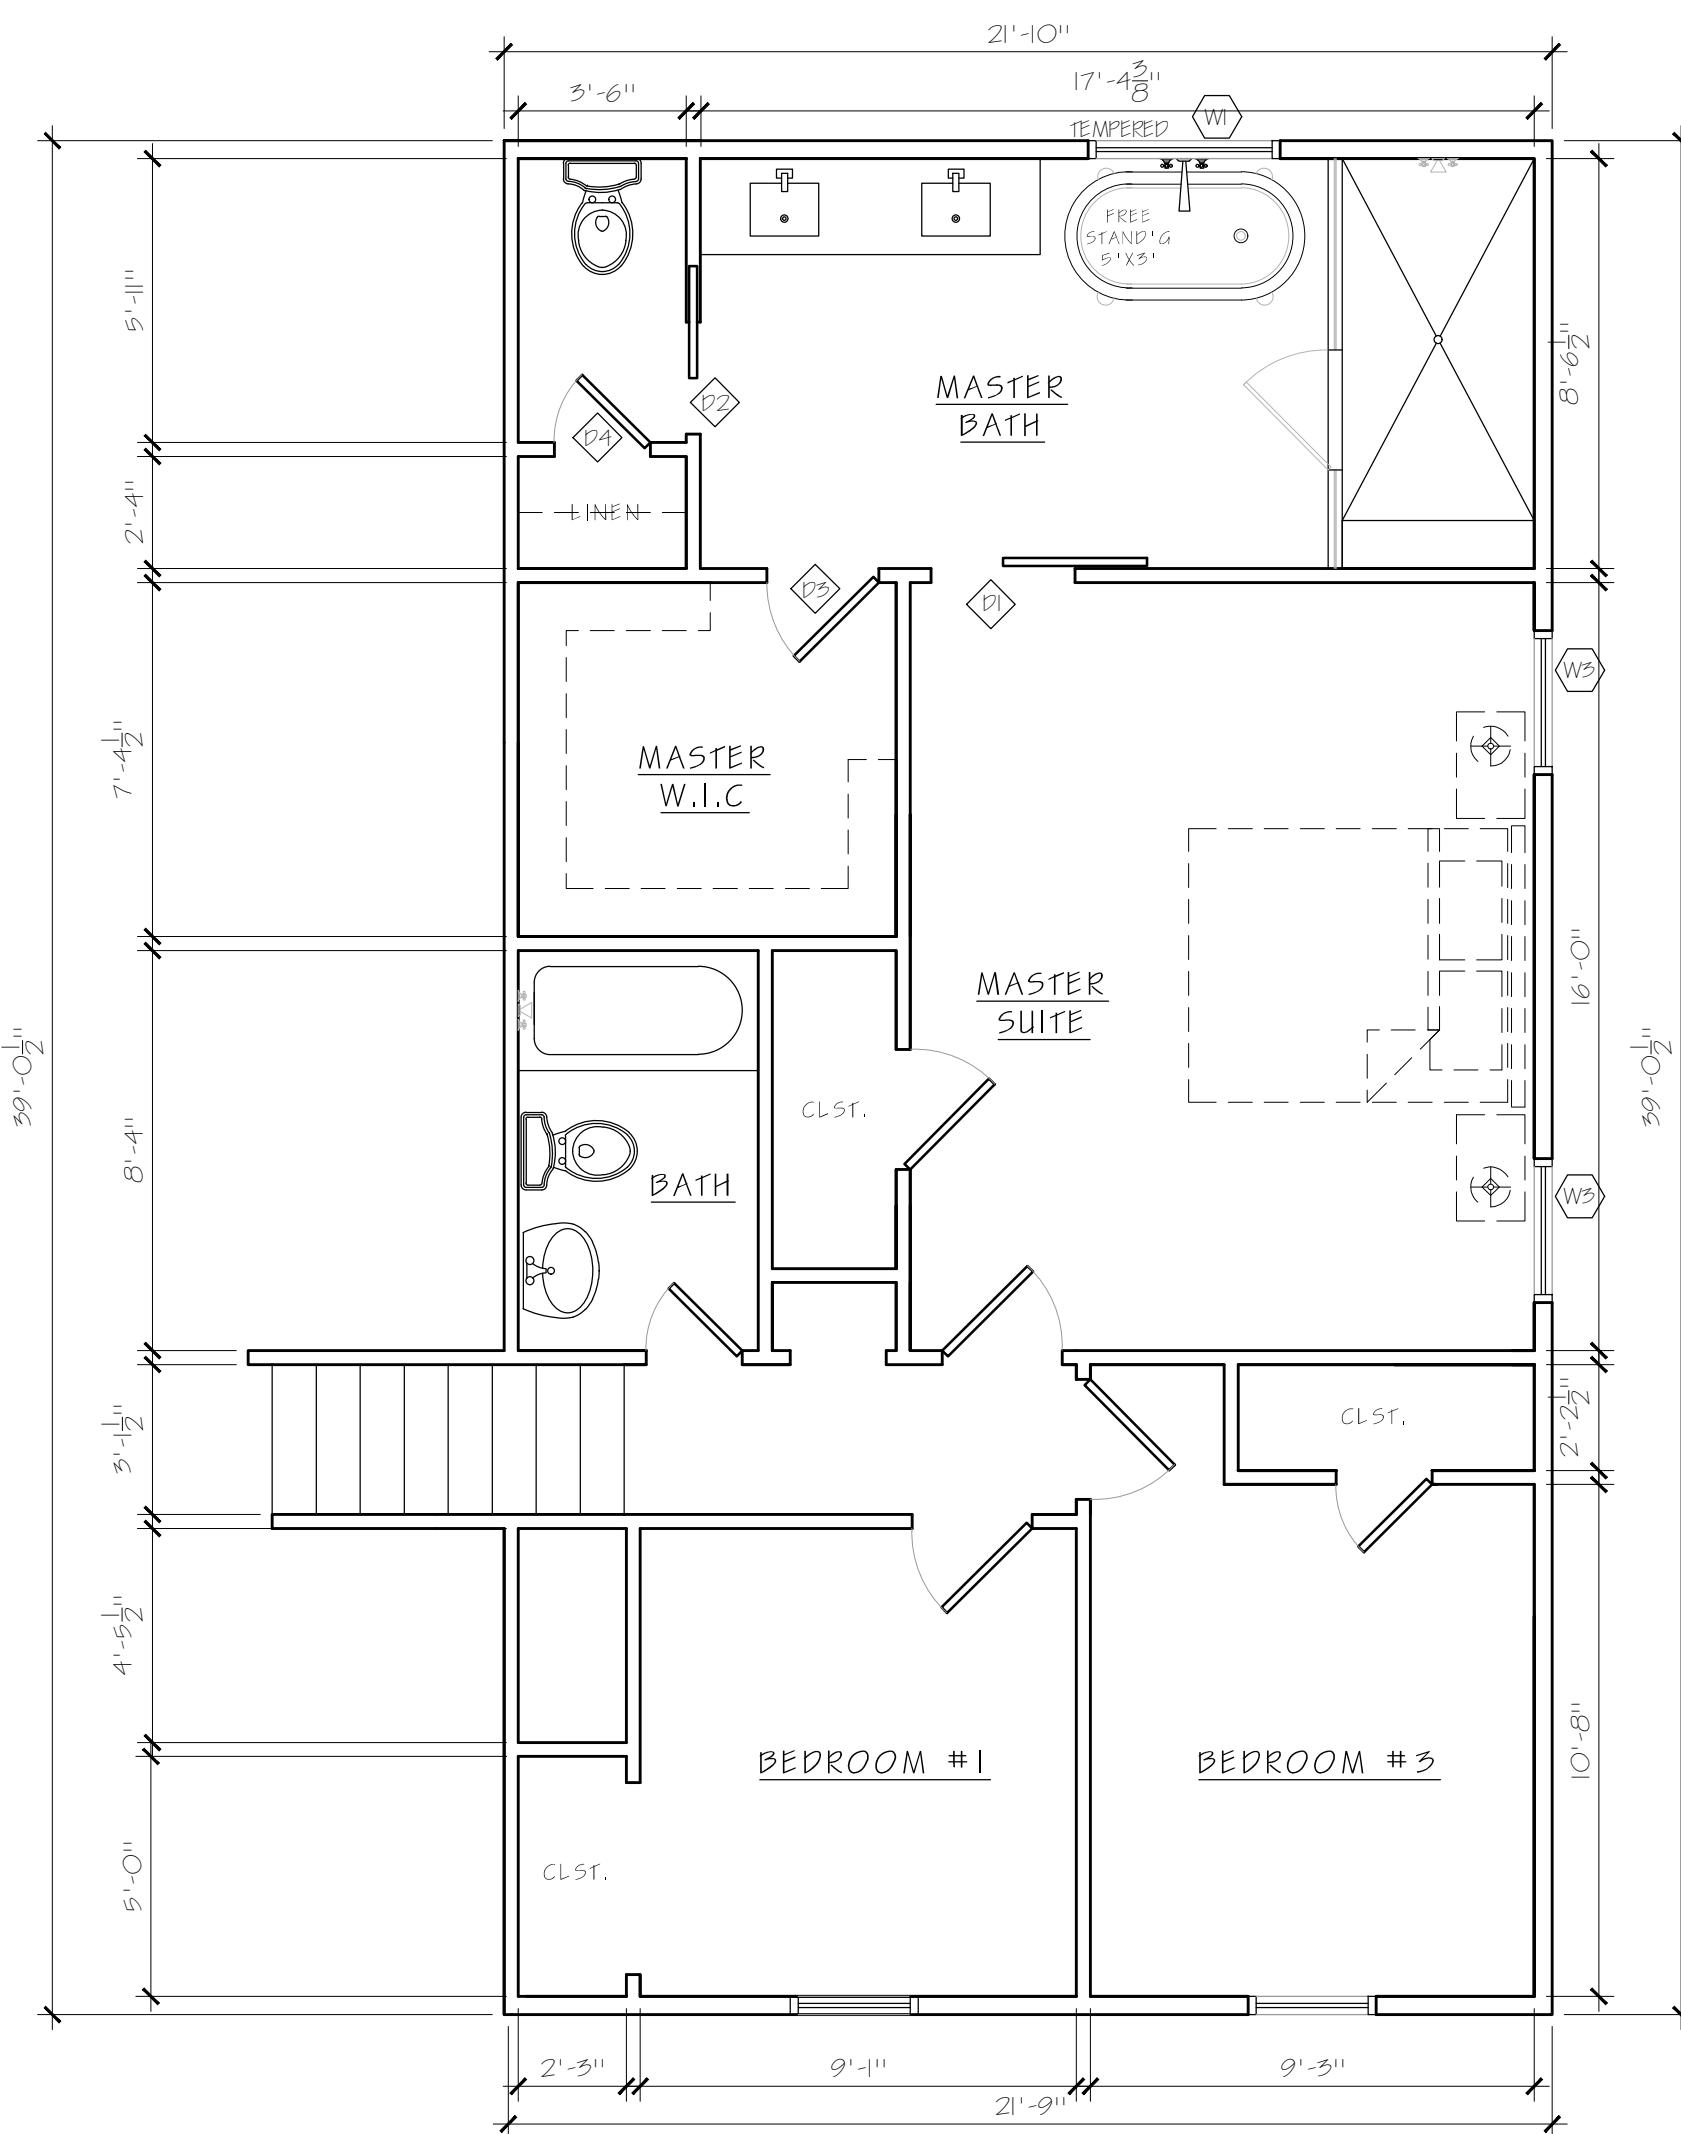 21'-10"
3'-6"
17'-4 3/8"
W1
TEMPERED
FREE
STAND'G
5'X3'
5'-11"
8'-6 1/2"
MASTER
BATH
D2
D4
2'-4"
LINEN
D3
D1
W3
7'-4 1/2"
MASTER
W.I.C
16'-0"
MASTER
SUITE
39'-0 1/2"
39'-0 1/2"
CLST.
8'-4"
BATH
W3
3'-1 1/2"
CLST.
2'-2 1/2"
4'-5 1/2"
BEDROOM #1
BEDROOM #3
10'-8"
5'-0"
CLST.
2'-3"
9'-1"
9'-3"
21'-9"